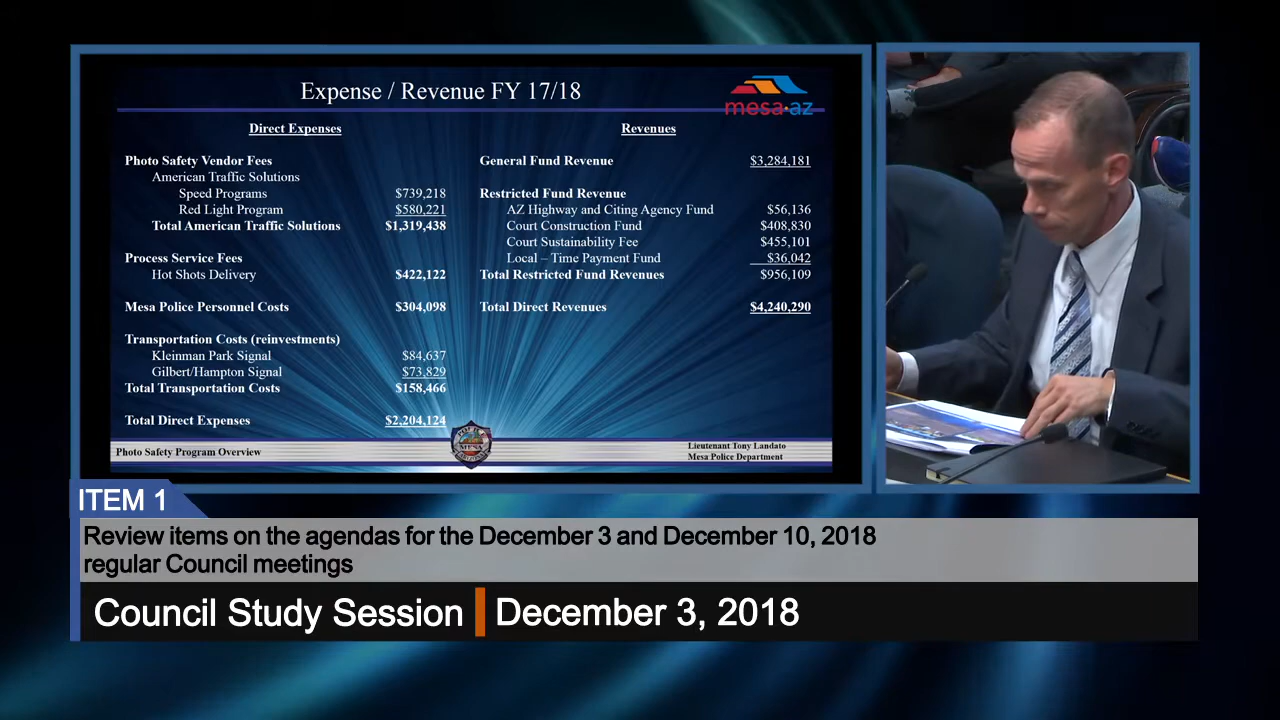 Expense / Revenue FY 17/18
mesa·az
Direct Expenses
Photo Safety Vendor Fees
American Traffic Solutions
Speed Programs $739,218
Red Light Program $580,221
Total American Traffic Solutions $1,319,438
Process Service Fees
Hot Shots Delivery $422,122
Mesa Police Personnel Costs $304,098
Transportation Costs (reinvestments)
Kleinman Park Signal $84,637
Gilbert/Hampton Signal $73,829
Total Transportation Costs $158,466
Total Direct Expenses $2,204,124
Revenues
General Fund Revenue $3,284,181
Restricted Fund Revenue
AZ Highway and Citing Agency Fund $56,136
Court Construction Fund $408,830
Court Sustainability Fee $455,101
Local – Time Payment Fund $36,042
Total Restricted Fund Revenues $956,109
Total Direct Revenues $4,240,290
Photo Safety Program Overview
MESA
Lieutenant Tony Landato
Mesa Police Department
ITEM 1
Review items on the agendas for the December 3 and December 10, 2018
regular Council meetings
Council Study Session | December 3, 2018